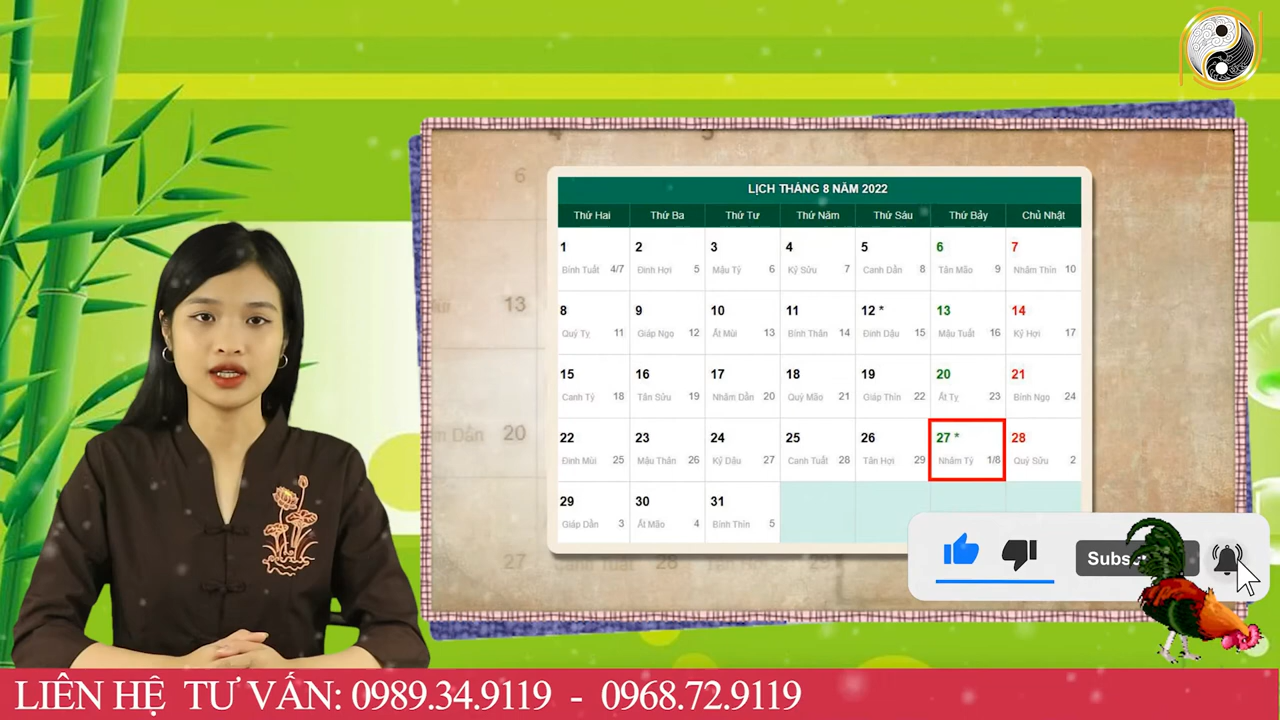 LỊCH THÁNG 8 NĂM 2022
Thứ Hai Thứ Ba Thứ Tư Thứ Năm Thứ Sáu Thứ Bảy Chủ Nhật
1 2 3 4 5 6 7
Bính Tuất 4/7 Đinh Hợi 5 Mậu Tý 6 Kỷ Sửu 7 Canh Dần 8 Tân Mão 9 Nhâm Thìn 10
8 9 10 11 12 * 13 14
Quý Tỵ 11 Giáp Ngọ 12 Ất Mùi 13 Bính Thân 14 Đinh Dậu 15 Mậu Tuất 16 Kỷ Hợi 17
15 16 17 18 19 20 21
Canh Tý 18 Tân Sửu 19 Nhâm Dần 20 Quý Mão 21 Giáp Thìn 22 Ất Tỵ 23 Bính Ngọ 24
22 23 24 25 26 27 * 28
Đinh Mùi 25 Mậu Thân 26 Kỷ Dậu 27 Canh Tuất 28 Tân Hợi 29 Nhâm Tý 1/8 Quý Sửu 2
29 30 31
Giáp Dần 3 Ất Mão 4 Bính Thìn 5
6
13
20
27 28 29
LIÊN HỆ TƯ VẤN: 0989.34.9119 - 0968.72.9119